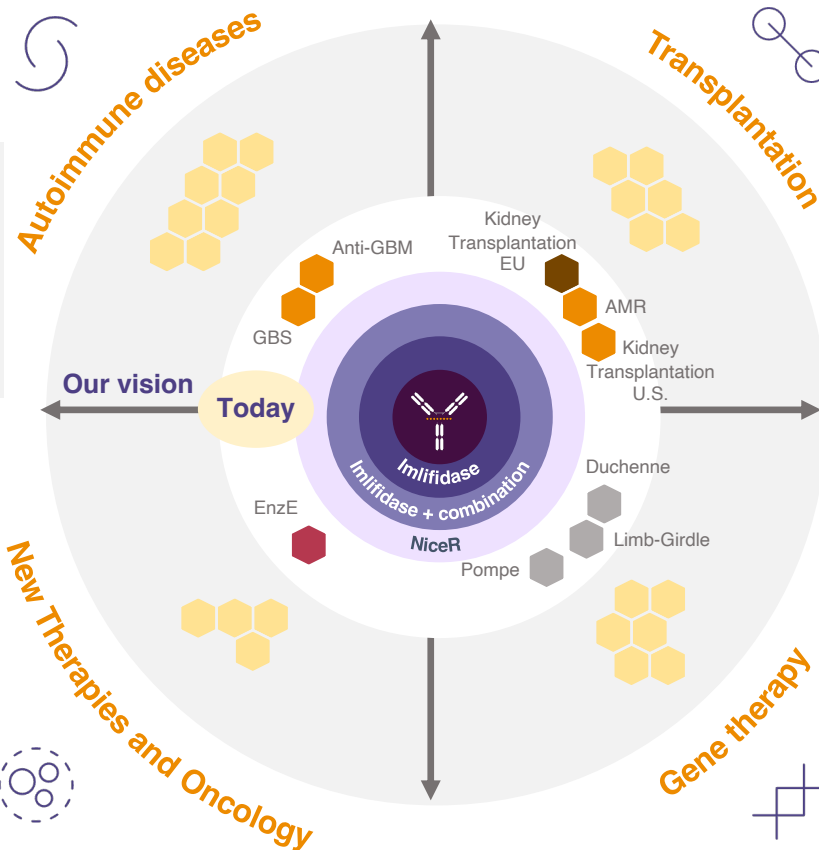 Autoimmune diseases
Transplantation
Kidney
Transplantation
EU
Anti-GBM
AMR
GBS
Kidney
Transplantation
U.S.
Our vision
Today
Imlifidase
Imlifidase + combination
NiceR
Duchenne
EnzE
Limb-Girdle
Pompe
New Therapies and Oncology
Gene therapy